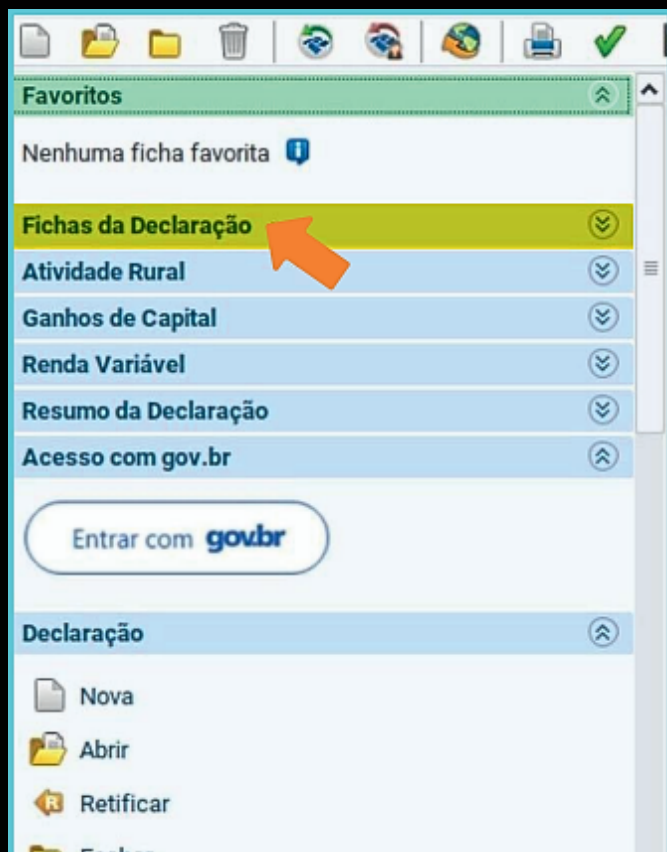 Favoritos
Nenhuma ficha favorita
Fichas da Declaração
Atividade Rural
Ganhos de Capital
Renda Variável
Resumo da Declaração
Acesso com gov.br
Entrar com gov.br
Declaração
Nova
Abrir
Retificar